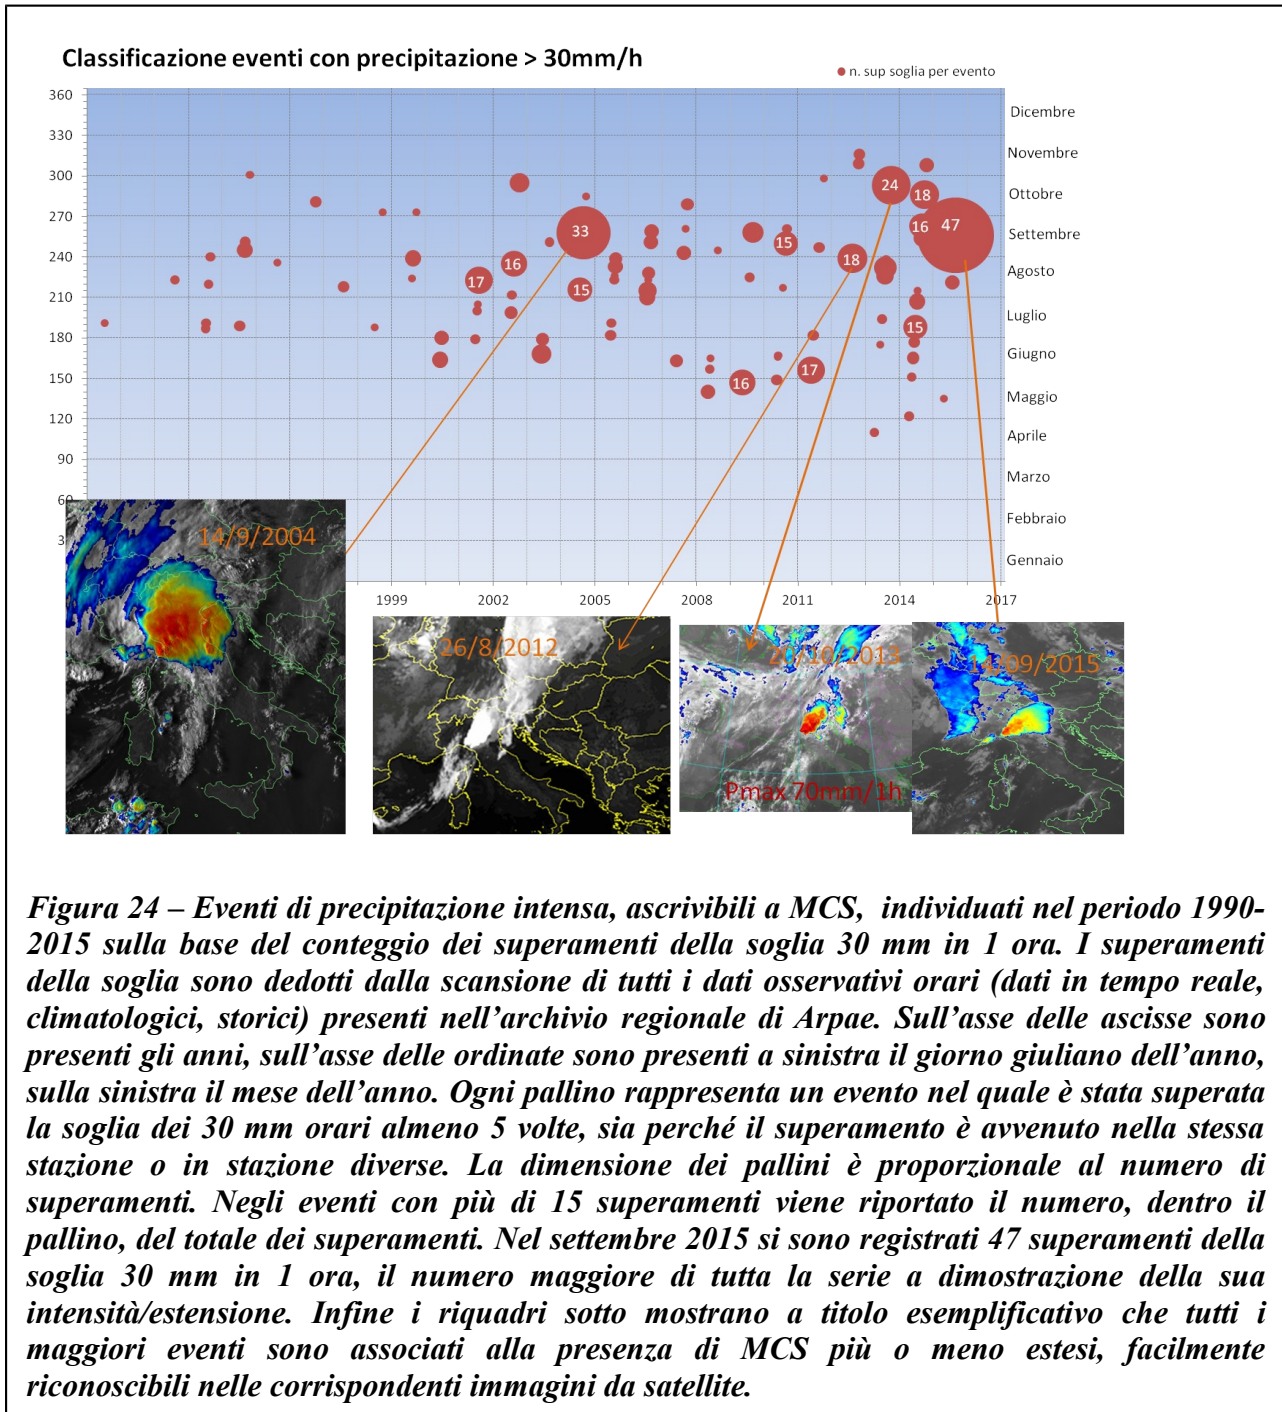 Classificazione eventi con precipitazione > 30mm/h
n. sup soglia per evento
360
330
300
270
240
210
180
150
120
90
60
3
Dicembre
Novembre
Ottobre
Settembre
Agosto
Luglio
Giugno
Maggio
Aprile
Marzo
Febbraio
Gennaio
33
24
18
16
47
15
18
16
17
15
15
16
17
1999
2002
2005
2008
2011
2014
2017
14/9/2004
26/8/2012
20/10/2013
14/09/2015
Pmax 70mm/1h
Figura 24 – Eventi di precipitazione intensa, ascrivibili a MCS, individuati nel periodo 1990-
2015 sulla base del conteggio dei superamenti della soglia 30 mm in 1 ora. I superamenti
della soglia sono dedotti dalla scansione di tutti i dati osservativi orari (dati in tempo reale,
climatologici, storici) presenti nell’archivio regionale di Arpae. Sull’asse delle ascisse sono
presenti gli anni, sull’asse delle ordinate sono presenti a sinistra il giorno giuliano dell’anno,
sulla sinistra il mese dell’anno. Ogni pallino rappresenta un evento nel quale è stata superata
la soglia dei 30 mm orari almeno 5 volte, sia perché il superamento è avvenuto nella stessa
stazione o in stazione diverse. La dimensione dei pallini è proporzionale al numero di
superamenti. Negli eventi con più di 15 superamenti viene riportato il numero, dentro il
pallino, del totale dei superamenti. Nel settembre 2015 si sono registrati 47 superamenti della
soglia 30 mm in 1 ora, il numero maggiore di tutta la serie a dimostrazione della sua
intensità/estensione. Infine i riquadri sotto mostrano a titolo esemplificativo che tutti i
maggiori eventi sono associati alla presenza di MCS più o meno estesi, facilmente
riconoscibili nelle corrispondenti immagini da satellite.